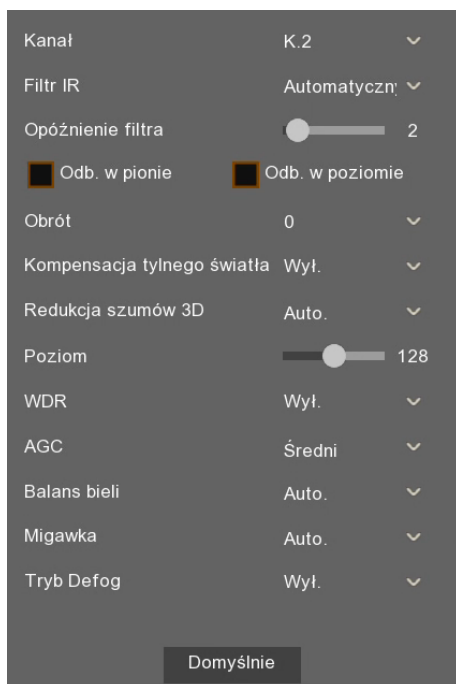 Kanał K.2
Filtr IR Automatyczny
Opóźnienie filtra 2
Odb. w pionie Odb. w poziomie
Obrót 0
Kompensacja tylnego światła Wył.
Redukcja szumów 3D Auto.
Poziom 128
WDR Wył.
AGC Średni
Balans bieli Auto.
Migawka Auto.
Tryb Defog Wył.
Domyślnie